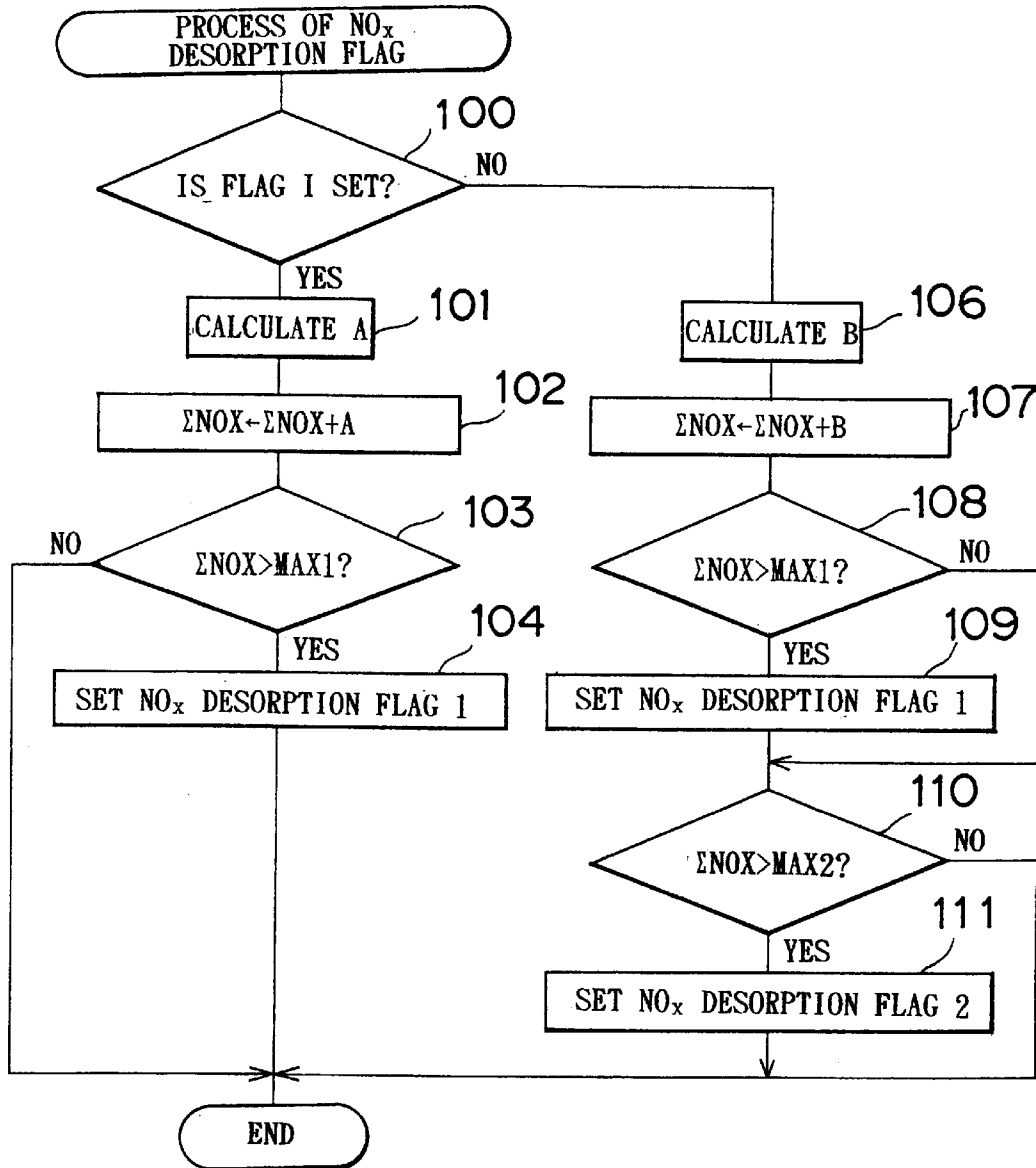 PROCESS OF NOx
DESORPTION FLAG
100
IS FLAG I SET?
NO
YES
101
CALCULATE A
102
ΣNOX←ΣNOX+A
103
NO
ΣNOX>MAX1?
YES
104
SET NOx DESORPTION FLAG 1
106
CALCULATE B
107
ΣNOX←ΣNOX+B
108
ΣNOX>MAX1?
NO
YES
109
SET NOx DESORPTION FLAG 1
110
ΣNOX>MAX2?
NO
YES
111
SET NOx DESORPTION FLAG 2
END